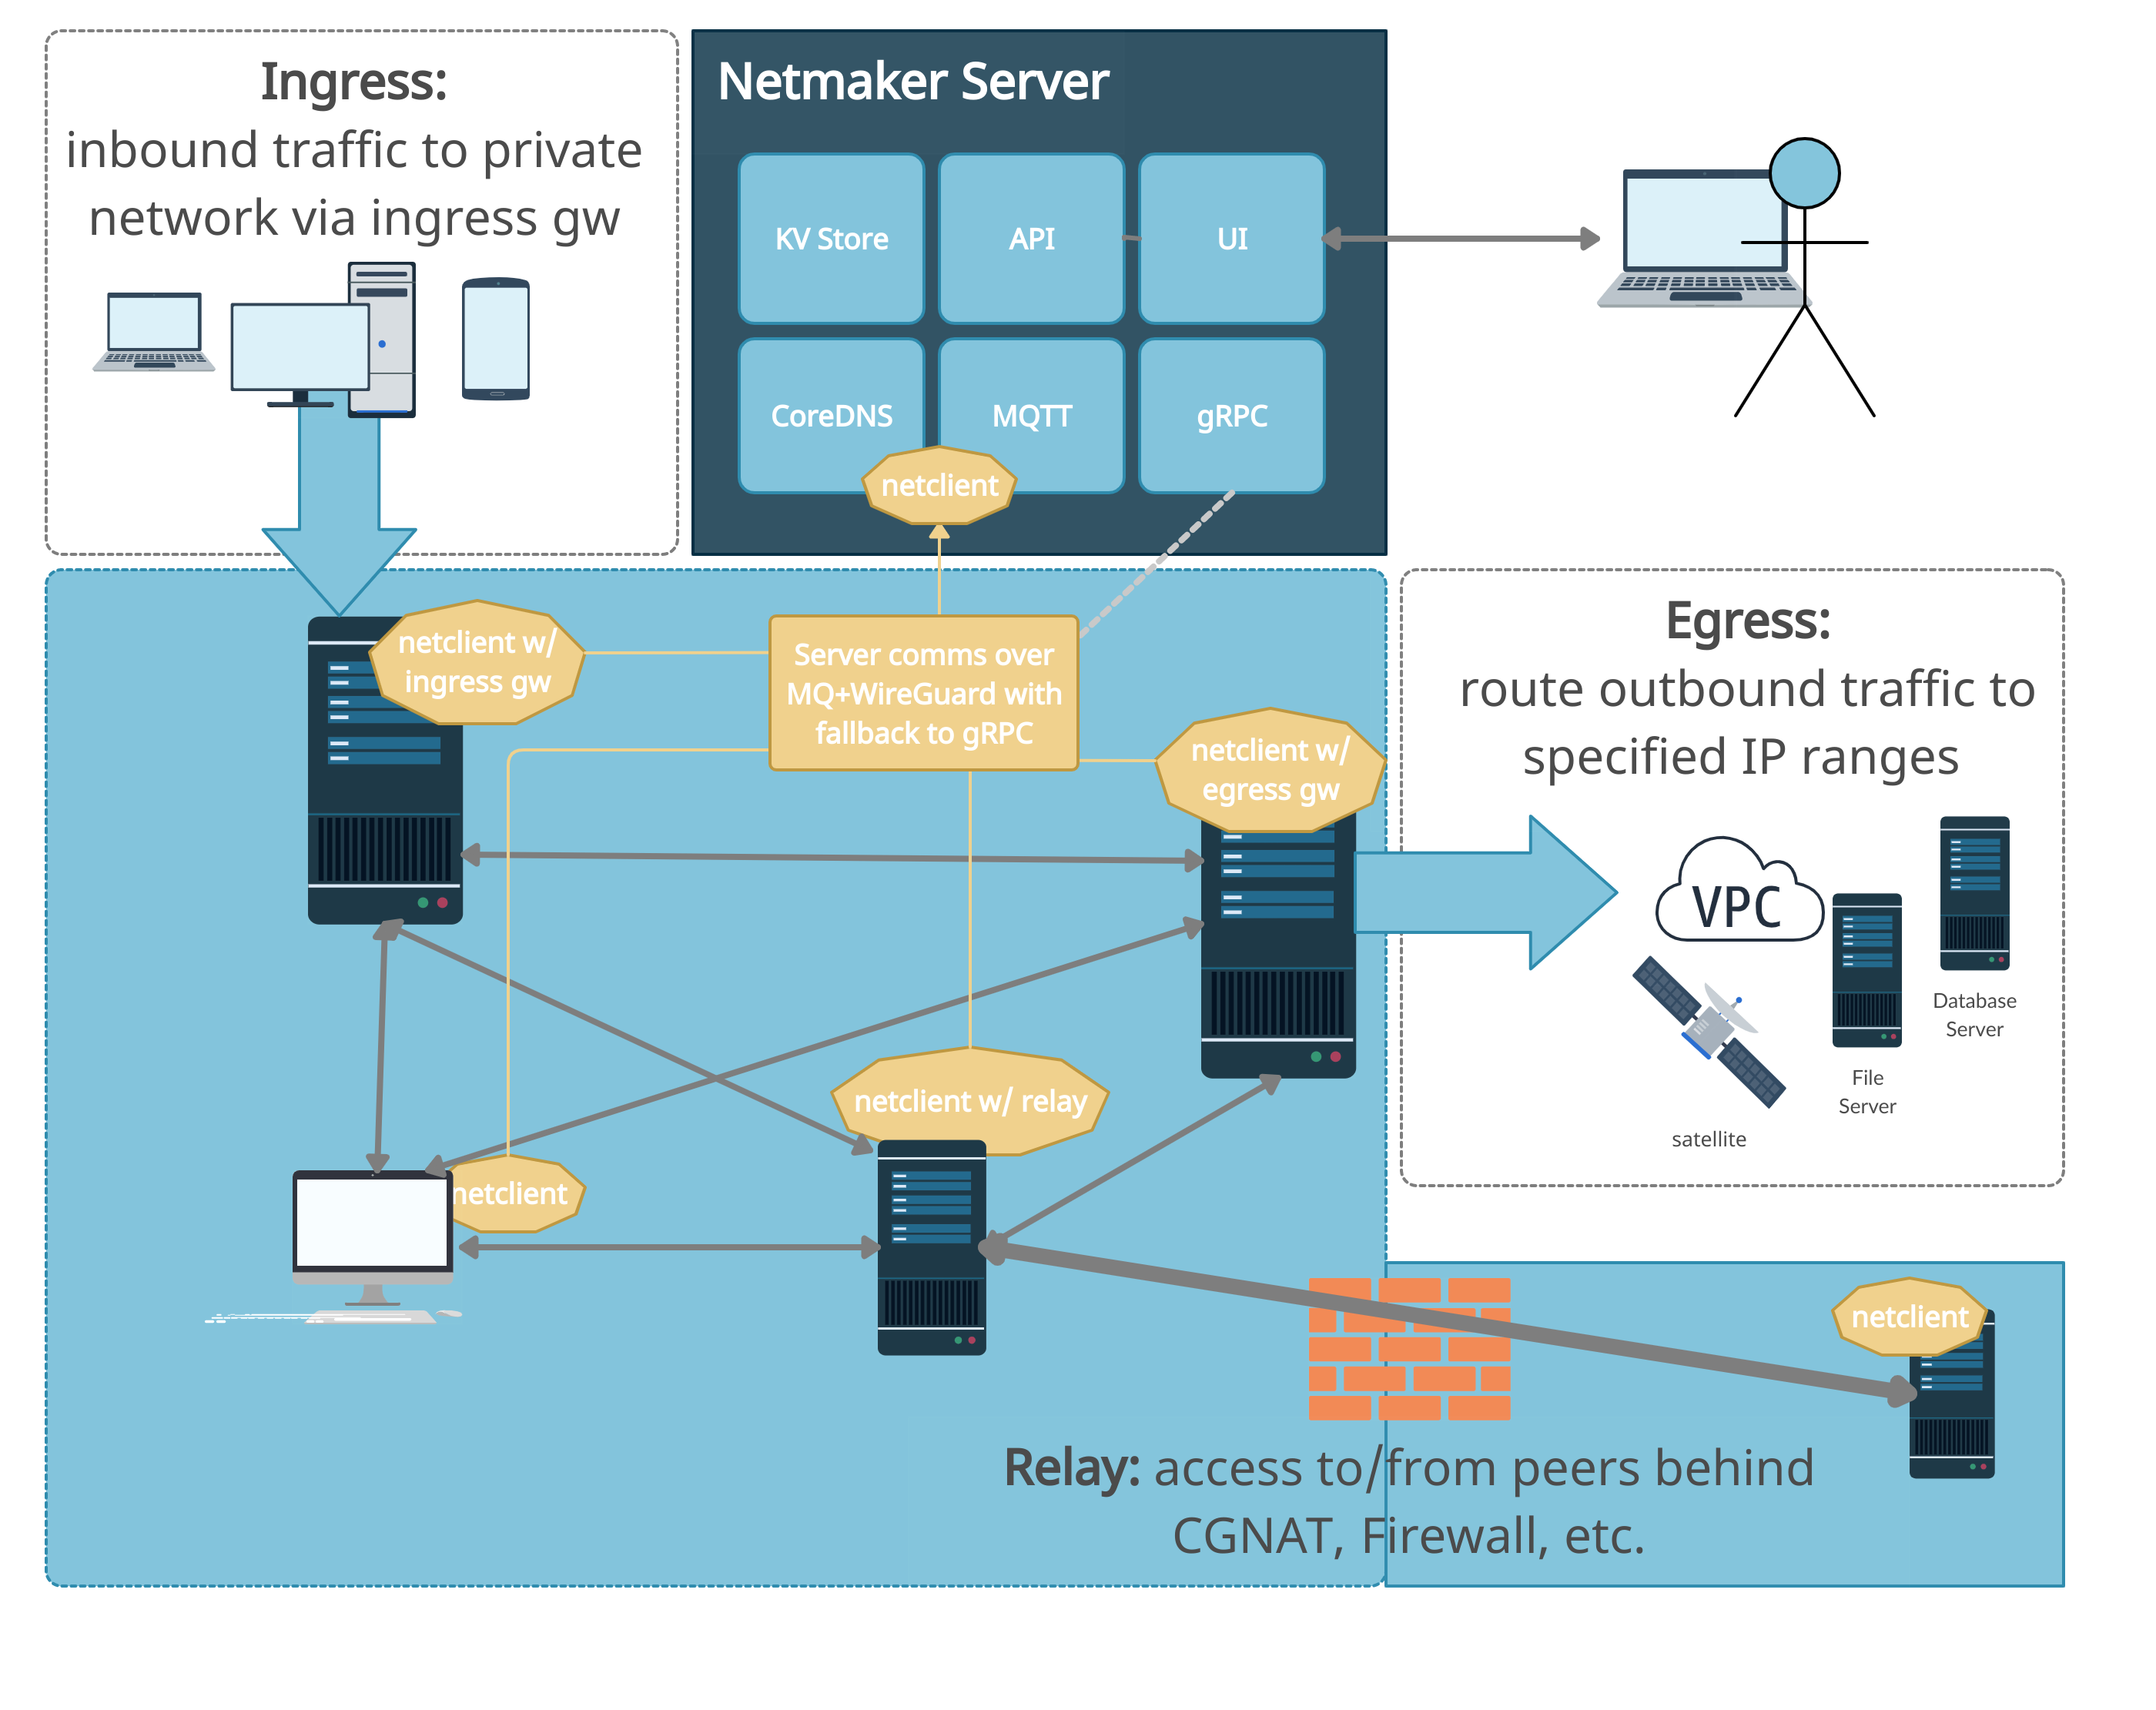 Ingress:
inbound traffic to private
network via ingress gw
Netmaker Server
KV Store
API
UI
CoreDNS
MQTT
gRPC
netclient
netclient w/
ingress gw
Server comms over
MQ+WireGuard with
fallback to gRPC
netclient w/
egress gw
Egress:
route outbound traffic to
specified IP ranges
VPC
Database
Server
File
Server
satellite
netclient w/ relay
netclient
netclient
Relay: access to/from peers behind
CGNAT, Firewall, etc.